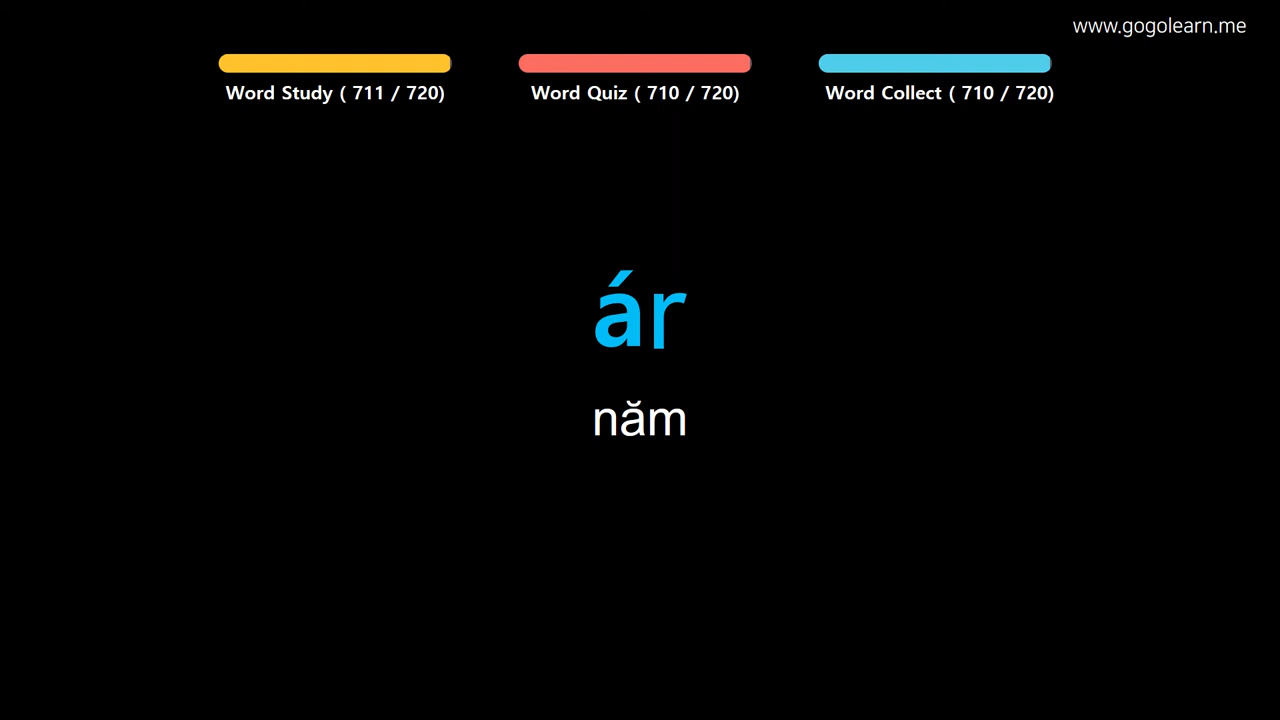 www.gogolearn.me
Word Study ( 711 / 720)
Word Quiz ( 710 / 720)
Word Collect ( 710 / 720)
ár
năm